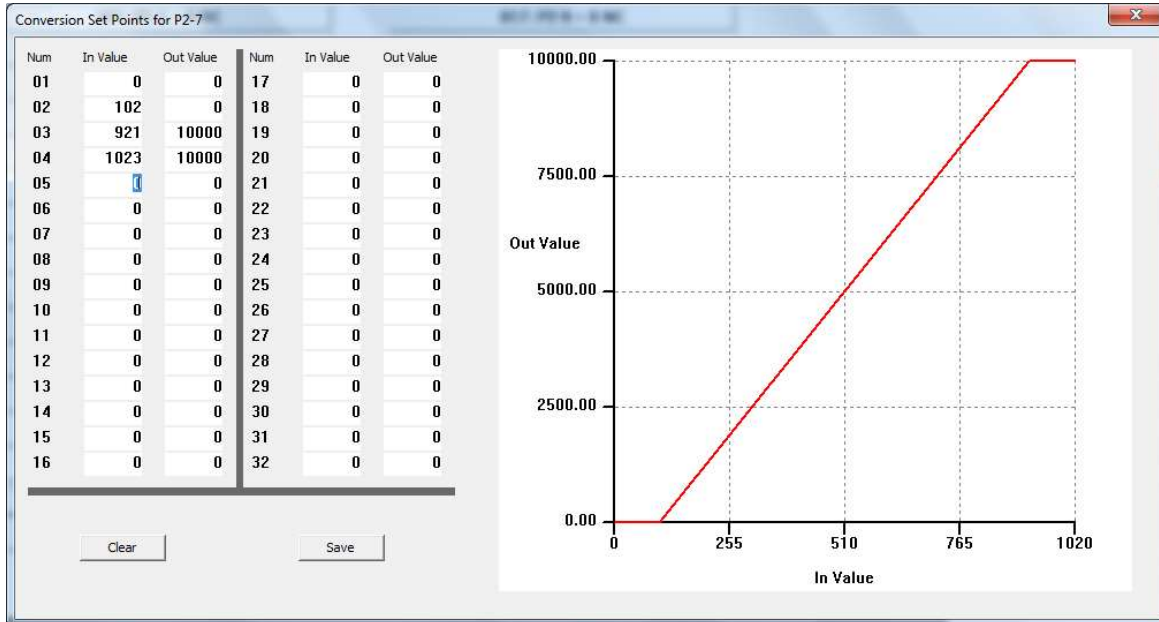 Conversion Set Points for P2-7
Num In Value Out Value Num In Value Out Value
01 0 0 17 0 0
02 102 0 18 0 0
03 921 10000 19 0 0
04 1023 10000 20 0 0
05 0 0 21 0 0
06 0 0 22 0 0
07 0 0 23 0 0
08 0 0 24 0 0
09 0 0 25 0 0
10 0 0 26 0 0
11 0 0 27 0 0
12 0 0 28 0 0
13 0 0 29 0 0
14 0 0 30 0 0
15 0 0 31 0 0
16 0 0 32 0 0
Clear Save
10000.00
7500.00
Out Value
5000.00
2500.00
0.00
0 255 510 765 1020
In Value